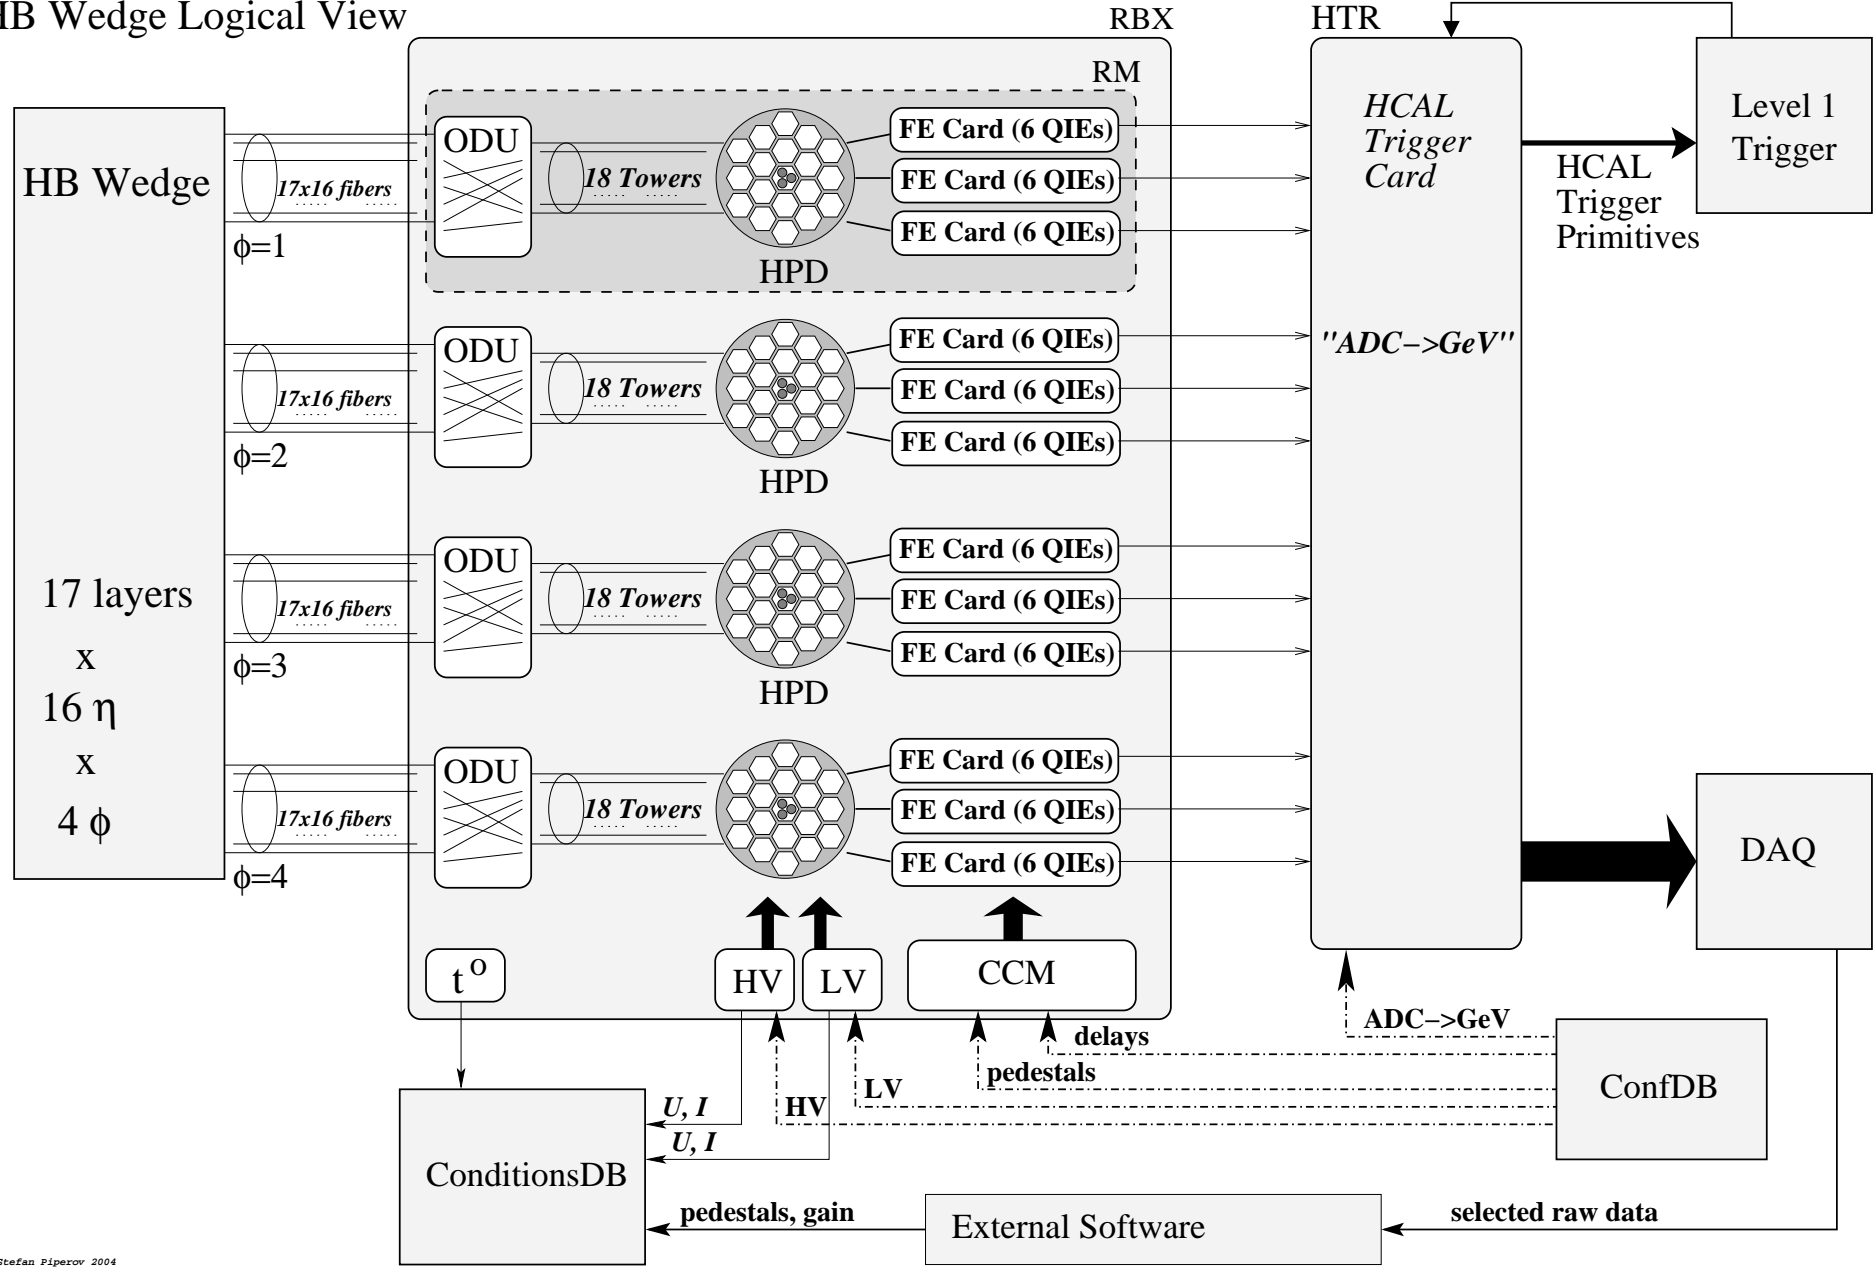 HB Wedge Logical View
RBX
HTR
RM
HB Wedge
17 layers
x
16 η
x
4 ϕ
17x16 fibers
ϕ=1
ODU
18 Towers
HPD
FE Card (6 QIEs)
FE Card (6 QIEs)
FE Card (6 QIEs)
17x16 fibers
ϕ=2
ODU
18 Towers
HPD
FE Card (6 QIEs)
FE Card (6 QIEs)
FE Card (6 QIEs)
17x16 fibers
ϕ=3
ODU
18 Towers
HPD
FE Card (6 QIEs)
FE Card (6 QIEs)
FE Card (6 QIEs)
17x16 fibers
ϕ=4
ODU
18 Towers
FE Card (6 QIEs)
FE Card (6 QIEs)
FE Card (6 QIEs)
HCAL
Trigger
Card
"ADC−>GeV"
HCAL
Trigger
Primitives
Level 1
Trigger
DAQ
t o
HV
LV
CCM
ADC−>GeV
delays
pedestals
LV
HV
ConfDB
U, I
U, I
ConditionsDB
pedestals, gain
External Software
selected raw data
Stefan Piperov 2004